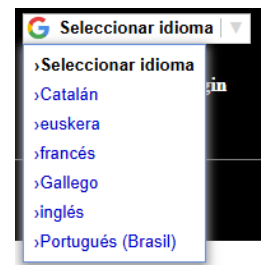 Seleccionar idioma
›Seleccionar idioma
›Catalán
›euskera
›francés
›Gallego
›inglés
›Portugués (Brasil)